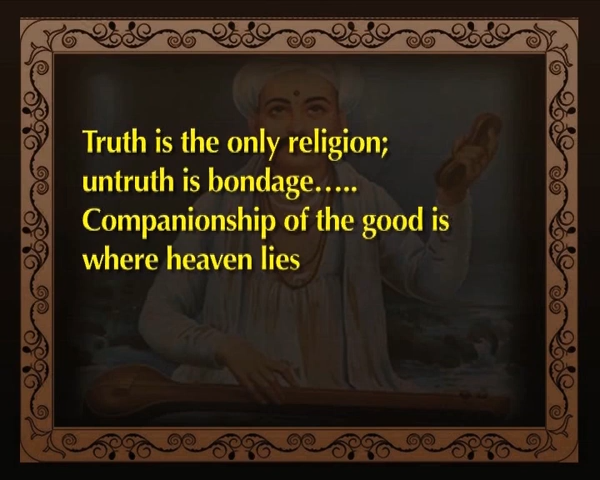 Truth is the only religion;
untruth is bondage.....
Companionship of the good is
where heaven lies